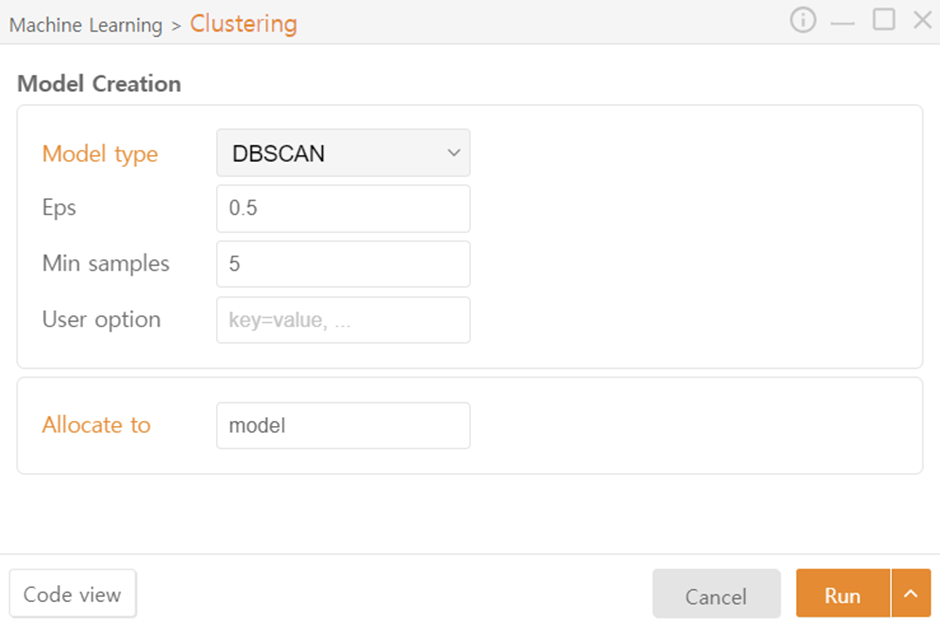 Machine Learning > Clustering
Model Creation
Model type DBSCAN
Eps 0.5
Min samples 5
User option key=value, ...
Allocate to model
Code view Cancel Run